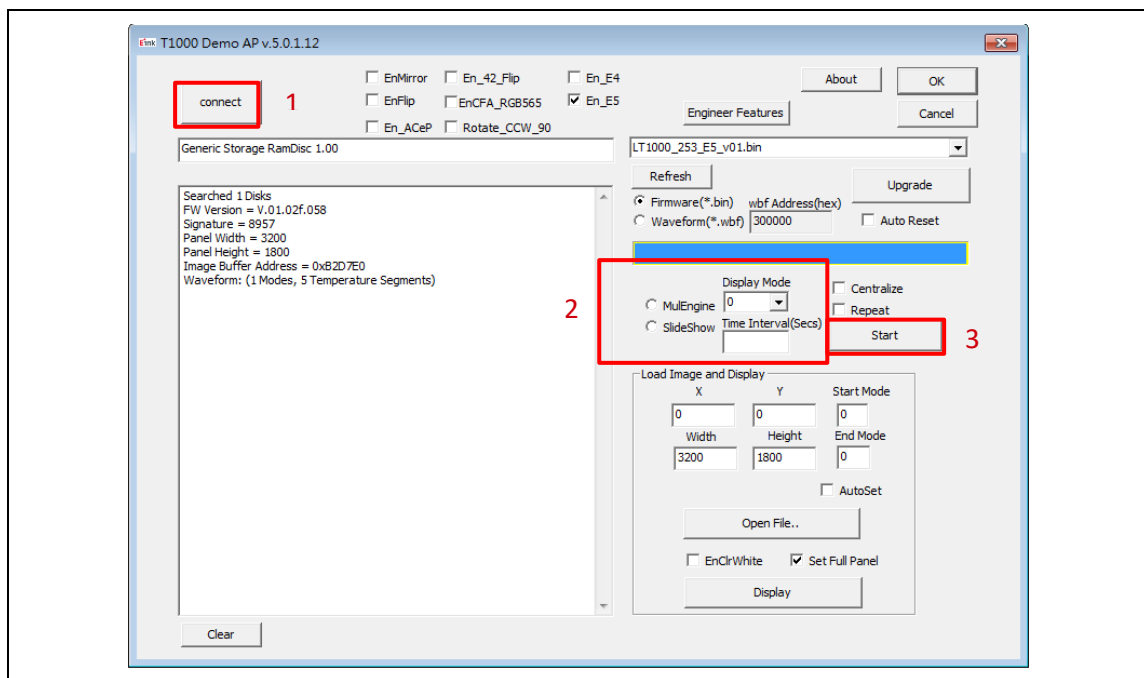 Eink T1000 Demo AP v.5.0.1.12
connect
1
EnMirror En_42_Flip En_E4
EnFlip EnCFA_RGB565 En_E5
En_ACeP Rotate_CCW_90
About OK
Engineer Features Cancel
Generic Storage RamDisc 1.00
LT1000_253_E5_v01.bin
Refresh
Upgrade
Firmware(*.bin) wbf Address(hex)
Waveform(*.wbf) 300000 Auto Reset
Searched 1 Disks
FW Version = V.01.02f.058
Signature = 8957
Panel Width = 3200
Panel Height = 1800
Image Buffer Address = 0xB2D7E0
Waveform: (1 Modes, 5 Temperature Segments)
2
Display Mode
MulEngine 0
SlideShow Time Interval(Secs)
Centralize
Repeat
Start
3
Load Image and Display
X Y Start Mode
0 0 0
Width Height End Mode
3200 1800 0
AutoSet
Open File..
EnClrWhite Set Full Panel
Display
Clear